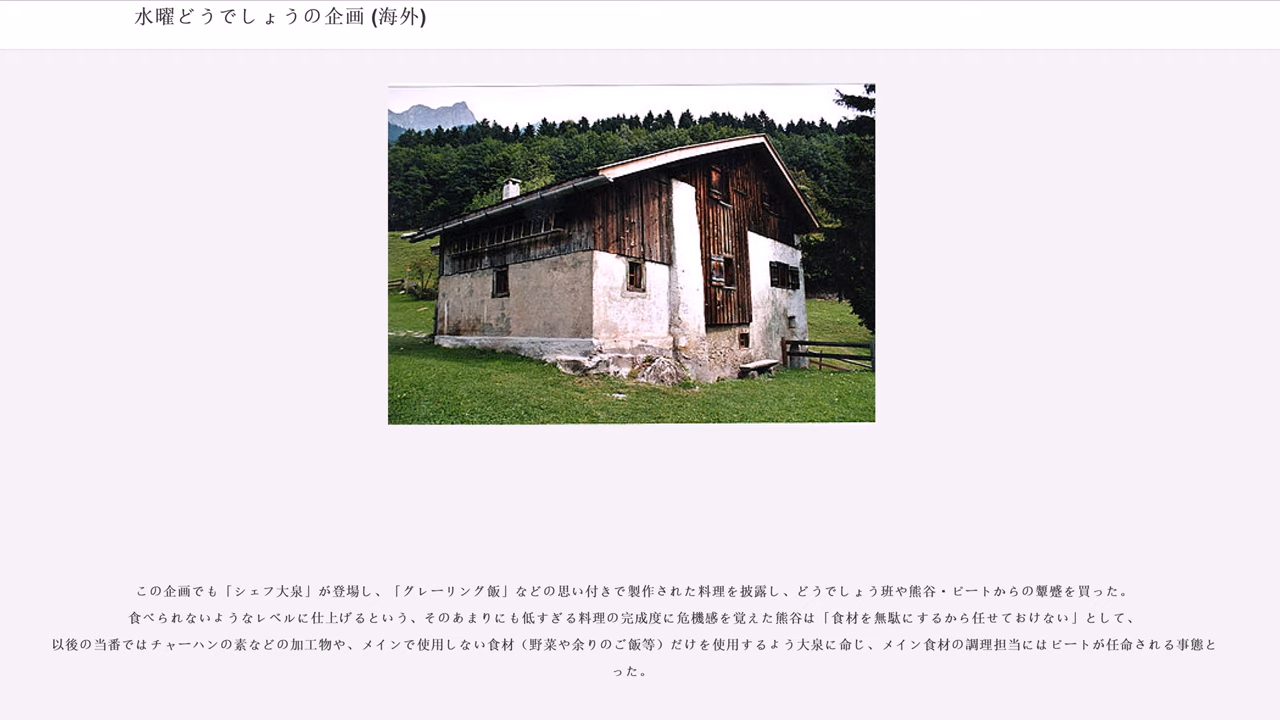 水曜どうでしょうの企画 (海外)
この企画でも「シェフ大泉」が登場し、「グレーリング飯」などの思い付きで製作された料理を披露し、どうでしょう班や熊谷・ピートからの顰蹙を買った。
食べられないようなレベルに仕上げるという、そのあまりにも低すぎる料理の完成度に危機感を覚えた熊谷は「食材を無駄にするから任せておけない」として、
以後の当番ではチャーハンの素などの加工物や、メインで使用しない食材（野菜や余りのご飯等）だけを使用するよう大泉に命じ、メイン食材の調理担当にはピートが任命される事態と
った。